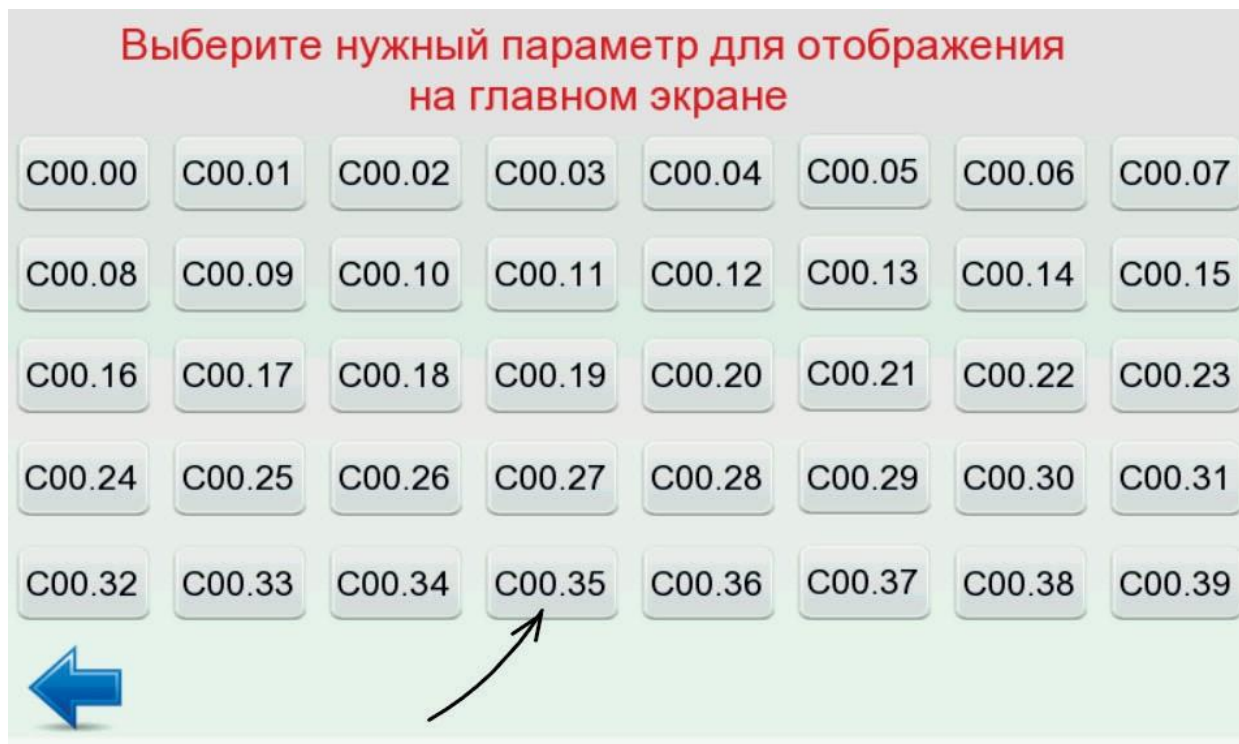 Выберите нужный параметр для отображения
на главном экране
C00.00 C00.01 C00.02 C00.03 C00.04 C00.05 C00.06 C00.07
C00.08 C00.09 C00.10 C00.11 C00.12 C00.13 C00.14 C00.15
C00.16 C00.17 C00.18 C00.19 C00.20 C00.21 C00.22 C00.23
C00.24 C00.25 C00.26 C00.27 C00.28 C00.29 C00.30 C00.31
C00.32 C00.33 C00.34 C00.35 C00.36 C00.37 C00.38 C00.39